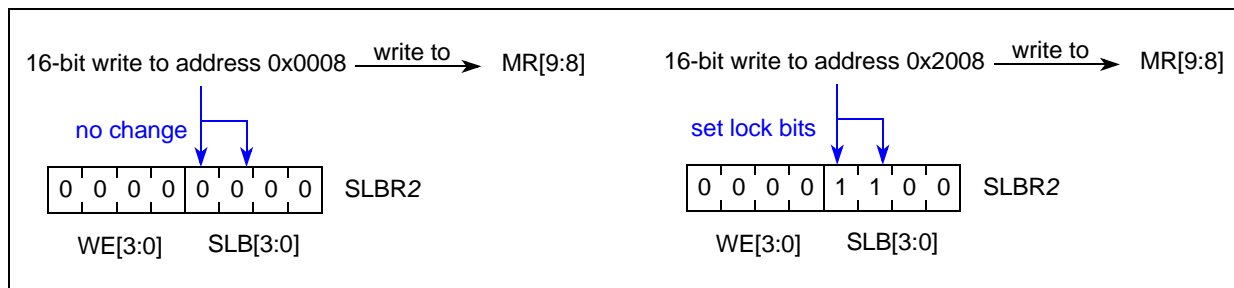 16-bit write to address 0x0008 write to MR[9:8]
no change
0 0 0 0 0 0 0 0 SLBR2
WE[3:0] SLB[3:0]
16-bit write to address 0x2008 write to MR[9:8]
set lock bits
0 0 0 0 1 1 0 0 SLBR2
WE[3:0] SLB[3:0]